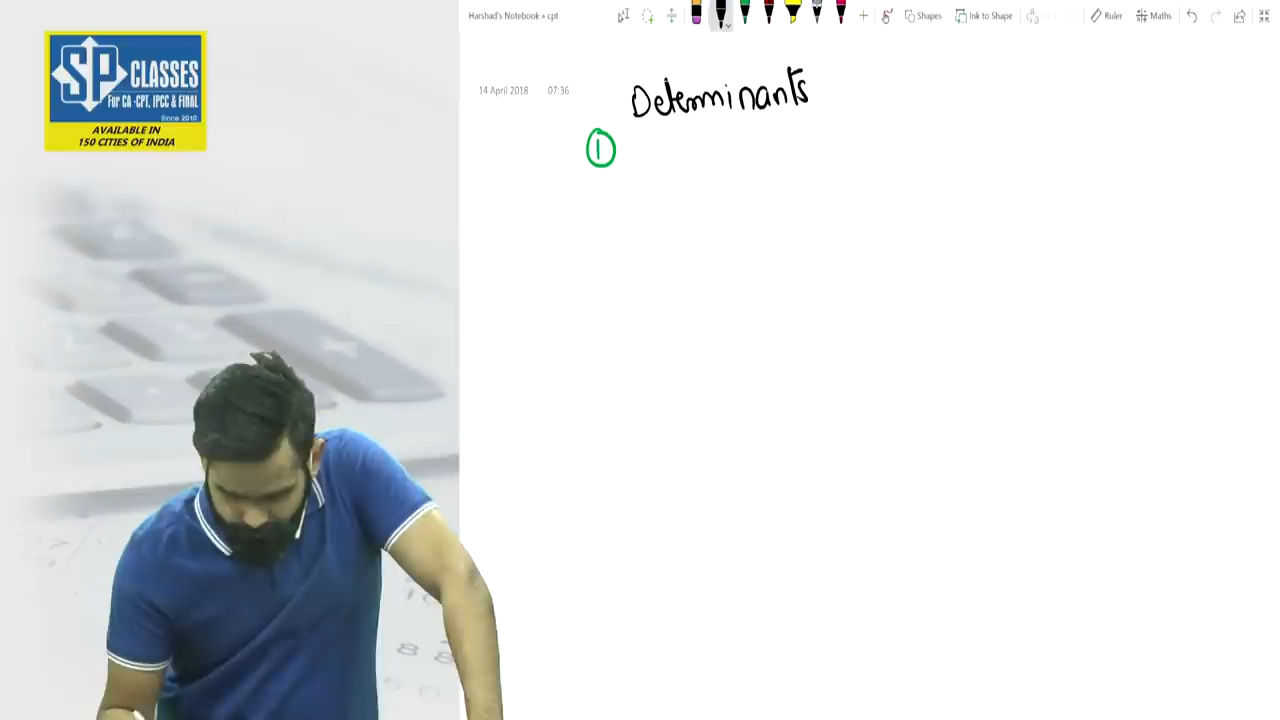 SP CLASSES
For CA -CPT, IPCC & FINAL
Since 2010
AVAILABLE IN
150 CITIES OF INDIA
Harshad's Notebook » cpt
Shapes
Ink to Shape
Ruler
Maths
14 April 2018 07:36
Determinants
1